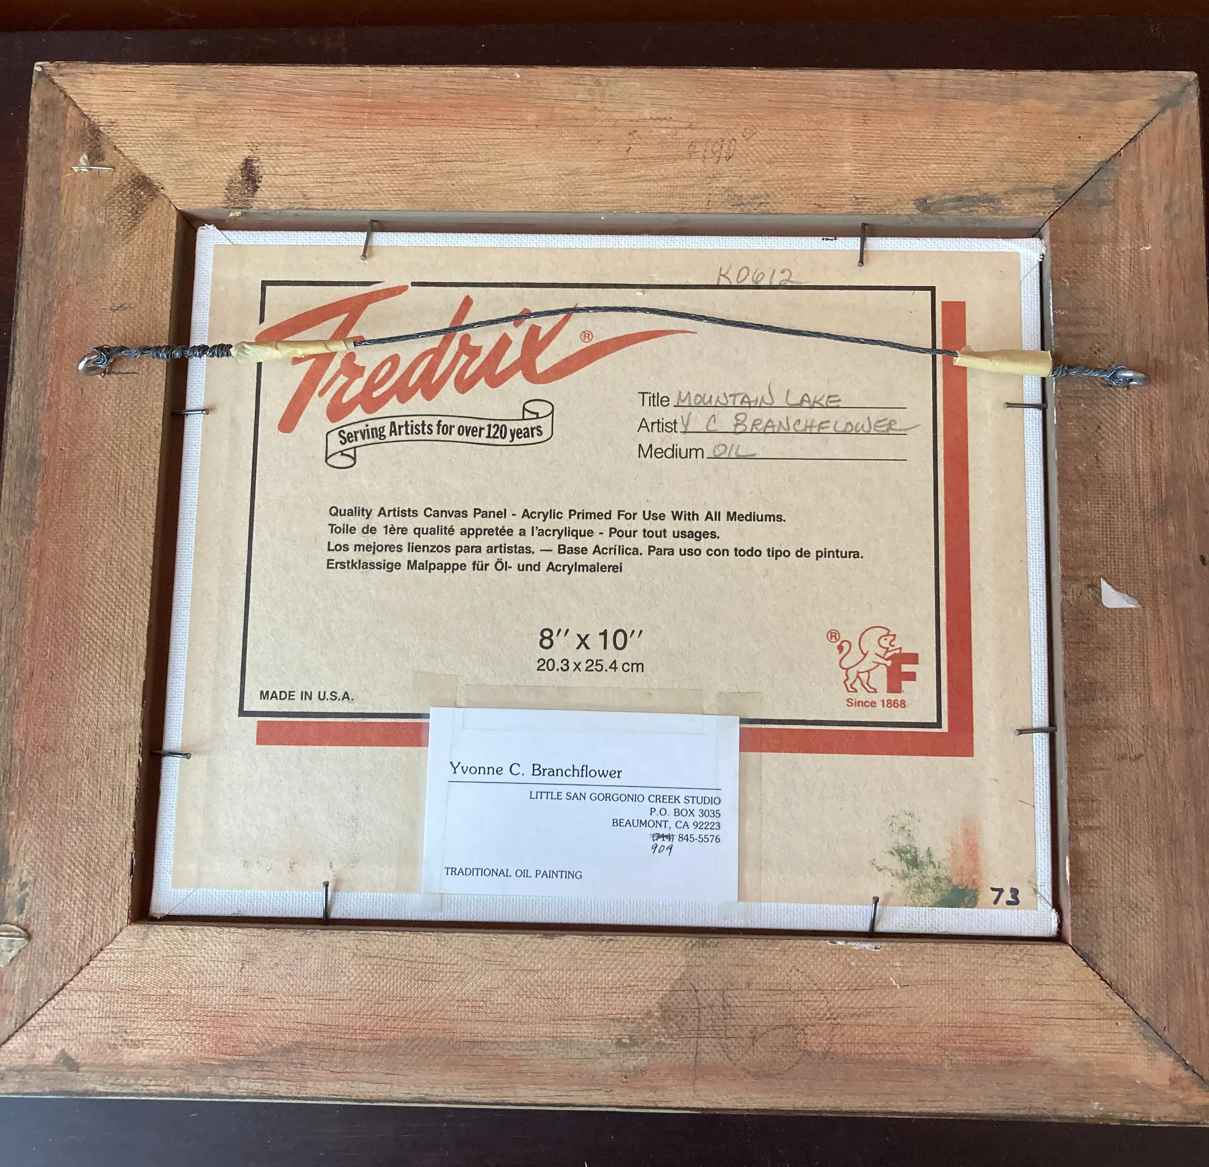 K0612
Fredrix®
Serving Artists for over 120 years
Title MOUNTAIN LAKE
Artist Y C BRANCHFLOWER
Medium OIL
Quality Artists Canvas Panel - Acrylic Primed For Use With All Mediums.
Toile de 1ère qualité appretée a l'acrylique - Pour tout usages.
Los mejores lienzos para artistas. — Base Acrílica. Para uso con todo tipo de pintura.
Erstklassige Malpappe für Öl- und Acrylmalerei
8" x 10"
20.3 x 25.4 cm
® F
Since 1868
MADE IN U.S.A.
Yvonne C. Branchflower
LITTLE SAN GORGONIO CREEK STUDIO
P.O. BOX 3035
BEAUMONT, CA 92223
(714) 845-5576
909
TRADITIONAL OIL PAINTING
73